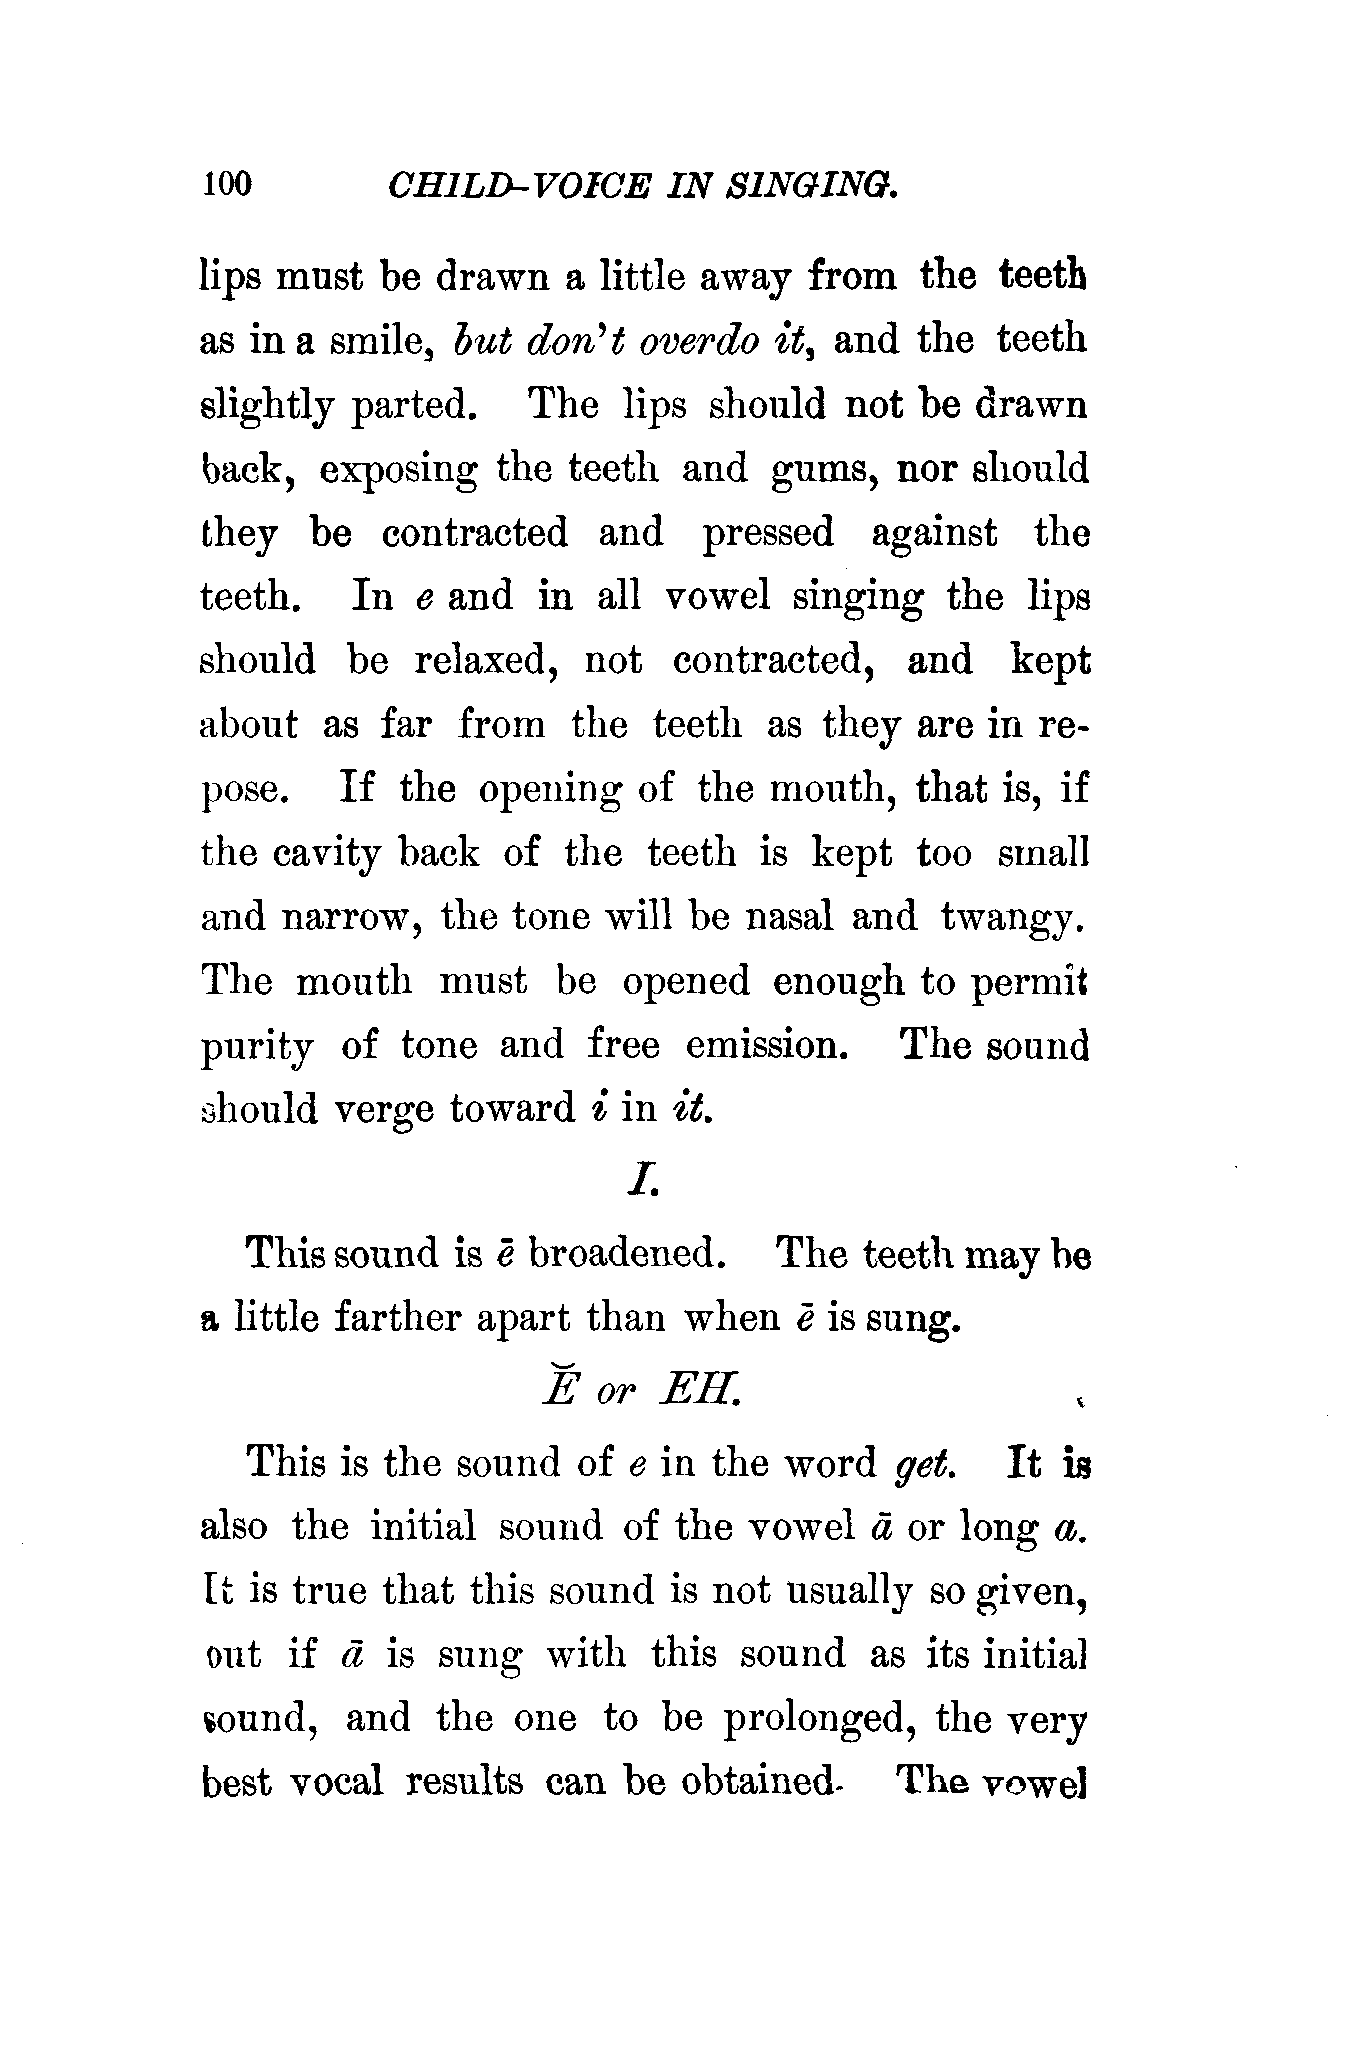 100 CHILD-VOICE IN SINGING.
lips must be drawn a little away from the teeth
as in a smile, but don't overdo it, and the teeth
slightly parted. The lips should not be drawn
back, exposing the teeth and gums, nor should
they be contracted and pressed against the
teeth. In e and in all vowel singing the lips
should be relaxed, not contracted, and kept
about as far from the teeth as they are in re-
pose. If the opening of the mouth, that is, if
the cavity back of the teeth is kept too small
and narrow, the tone will be nasal and twangy.
The mouth must be opened enough to permit
purity of tone and free emission. The sound
should verge toward i in it.
I.
This sound is ē broadened. The teeth may be
a little farther apart than when ē is sung.
Ĕ or EH.
This is the sound of e in the word get. It is
also the initial sound of the vowel ā or long a.
It is true that this sound is not usually so given,
out if ā is sung with this sound as its initial
sound, and the one to be prolonged, the very
best vocal results can be obtained. The vowel